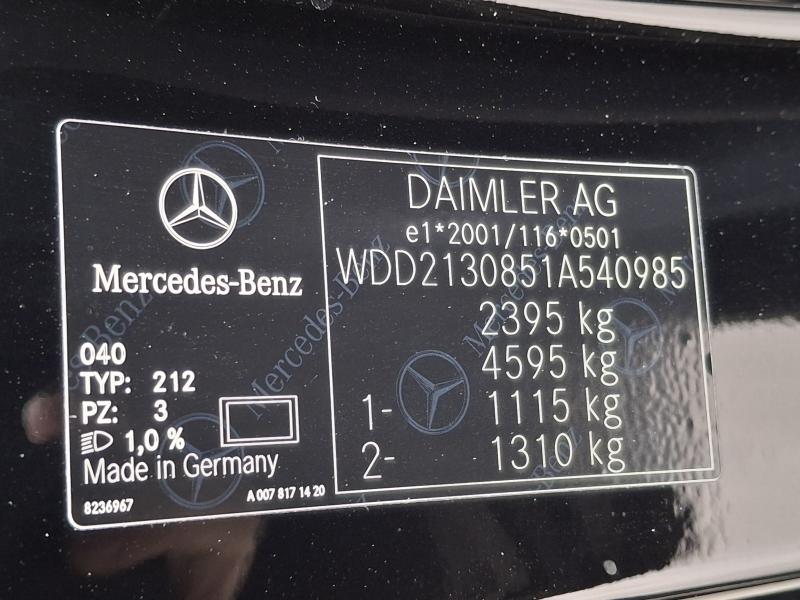 Mercedes-Benz
040
TYP: 212
PZ: 3
1,0 %
Made in Germany
8236967
A 007 817 14 20
DAIMLER AG
e1*2001/116*0501
WDD2130851A540985
2395 kg
4595 kg
1- 1115 kg
2- 1310 kg